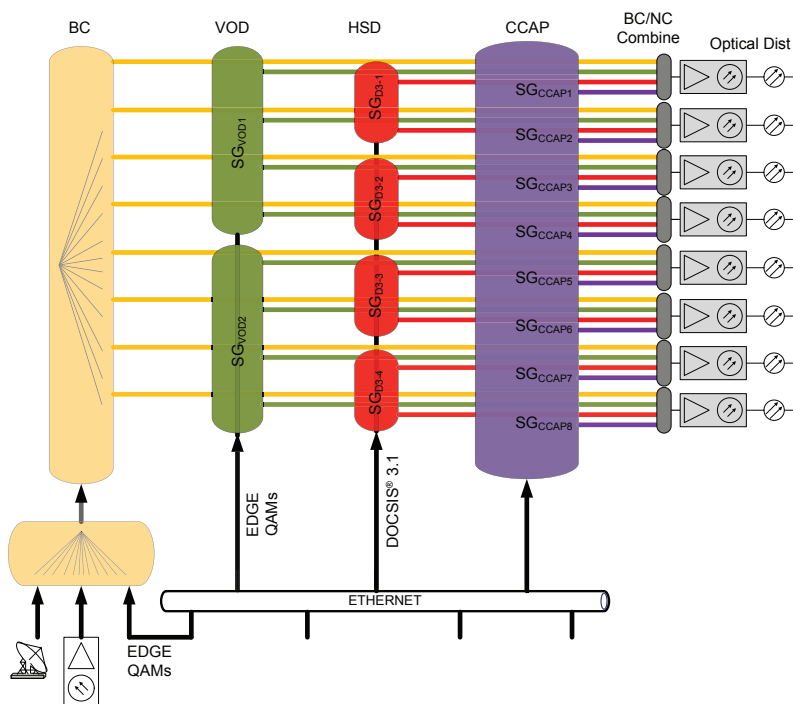 BC
VOD
HSD
CCAP
BC/NC
Combine
Optical Dist
SGVOD1
SGVOD2
SGD3-1
SGD3-2
SGD3-3
SGD3-4
SGCCAP1
SGCCAP2
SGCCAP3
SGCCAP4
SGCCAP5
SGCCAP6
SGCCAP7
SGCCAP8
EDGE
QAMs
DOCSIS® 3.1
ETHERNET
EDGE
QAMs